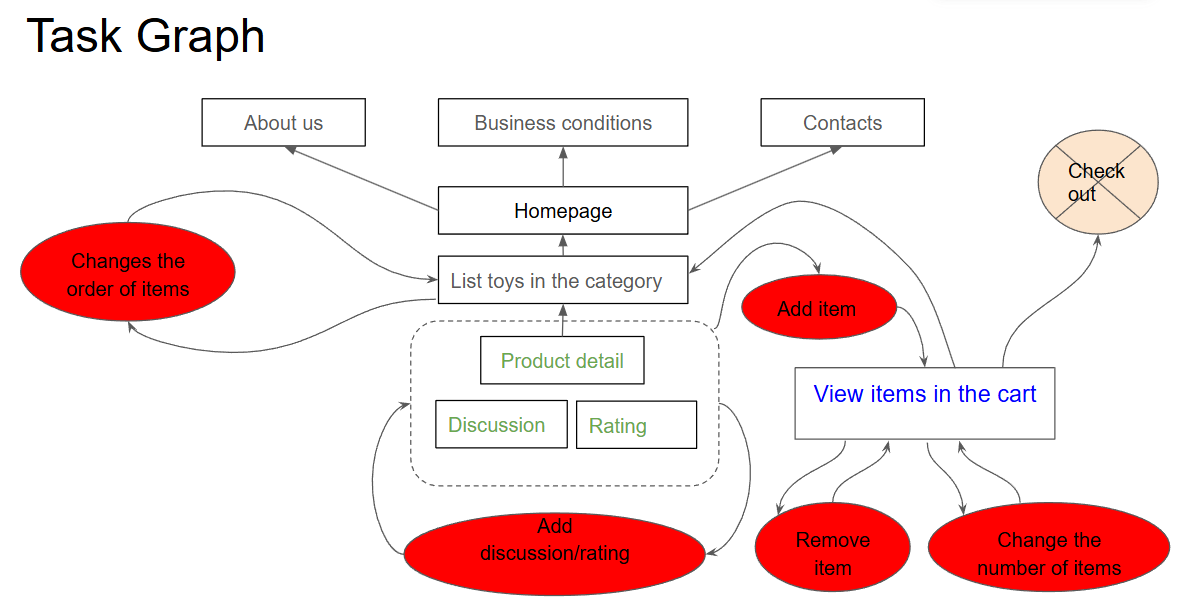 Task Graph
About us
Business conditions
Contacts
Check
out
Homepage
Changes the
order of items
List toys in the category
Add item
Product detail
View items in the cart
Discussion
Rating
Add
discussion/rating
Remove
item
Change the
number of items